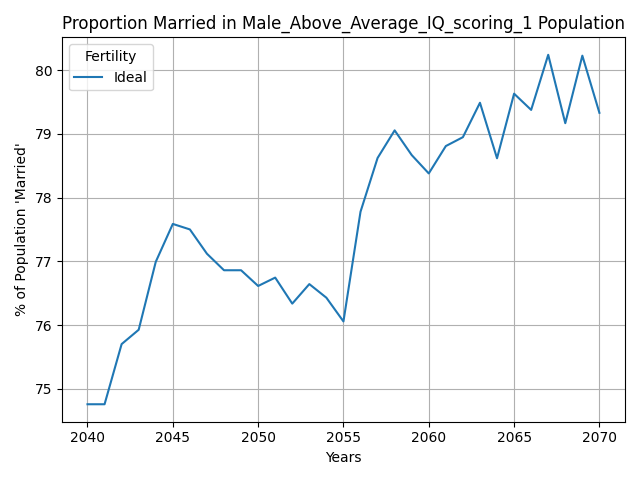 Proportion Married in Male_Above_Average_IQ_scoring_1 Population
Fertility
Ideal
80
79
78
77
76
75
% of Population 'Married'
2040 2045 2050 2055 2060 2065 2070
Years